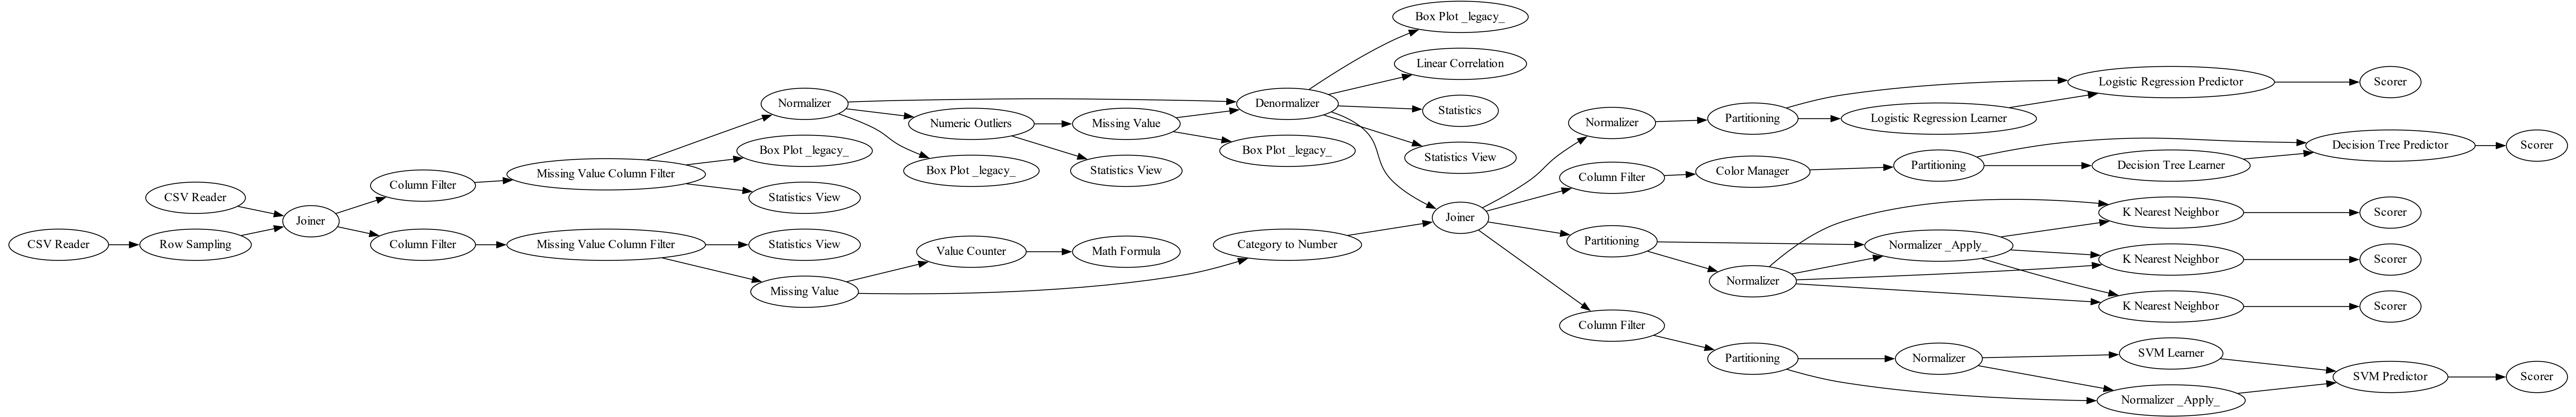 Box Plot _legacy_
Linear Correlation
Normalizer
Denormalizer
Statistics
Numeric Outliers
Missing Value
Box Plot _legacy_
Box Plot _legacy_
Statistics View
Missing Value Column Filter
Box Plot _legacy_
Statistics View
Column Filter
Statistics View
CSV Reader
Joiner
CSV Reader
Row Sampling
Column Filter
Missing Value Column Filter
Statistics View
Value Counter
Math Formula
Category to Number
Missing Value
Joiner
Normalizer
Partitioning
Logistic Regression Predictor
Scorer
Logistic Regression Learner
Column Filter
Color Manager
Partitioning
Decision Tree Predictor
Scorer
Decision Tree Learner
K Nearest Neighbor
Scorer
Partitioning
Normalizer _Apply_
K Nearest Neighbor
Scorer
Normalizer
K Nearest Neighbor
Scorer
Column Filter
Partitioning
Normalizer
SVM Learner
SVM Predictor
Scorer
Normalizer _Apply_